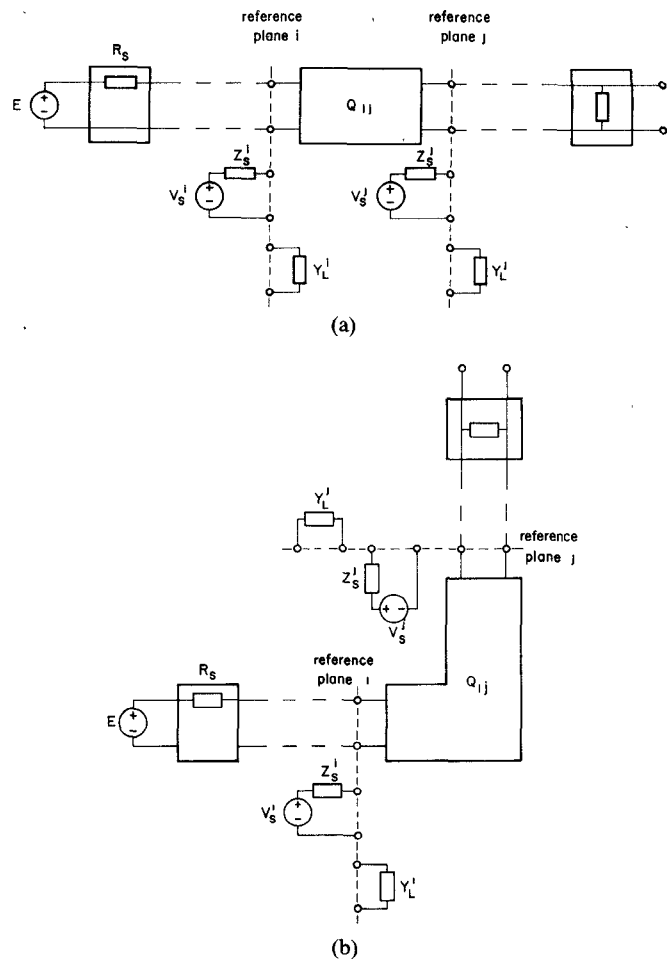 reference
plane i
reference
plane j
R_S
E
Q_ij
Z_S^i
V_S^i
Z_S^j
V_S^j
Y_L^i
Y_L^j
(a)
Y_L^j
reference
plane j
Z_S^j
V_S^j
reference
plane i
R_S
Q_ij
E
Z_S^i
V_S^i
Y_L^i
(b)